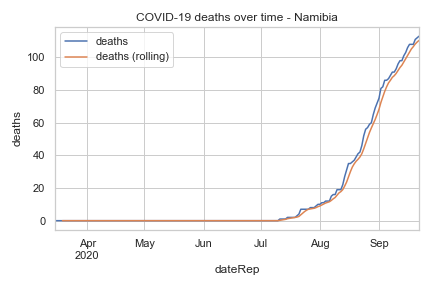 COVID-19 deaths over time - Namibia
deaths
deaths (rolling)
deaths
100
80
60
40
20
0
Apr
2020
May
Jun
Jul
Aug
Sep
dateRep